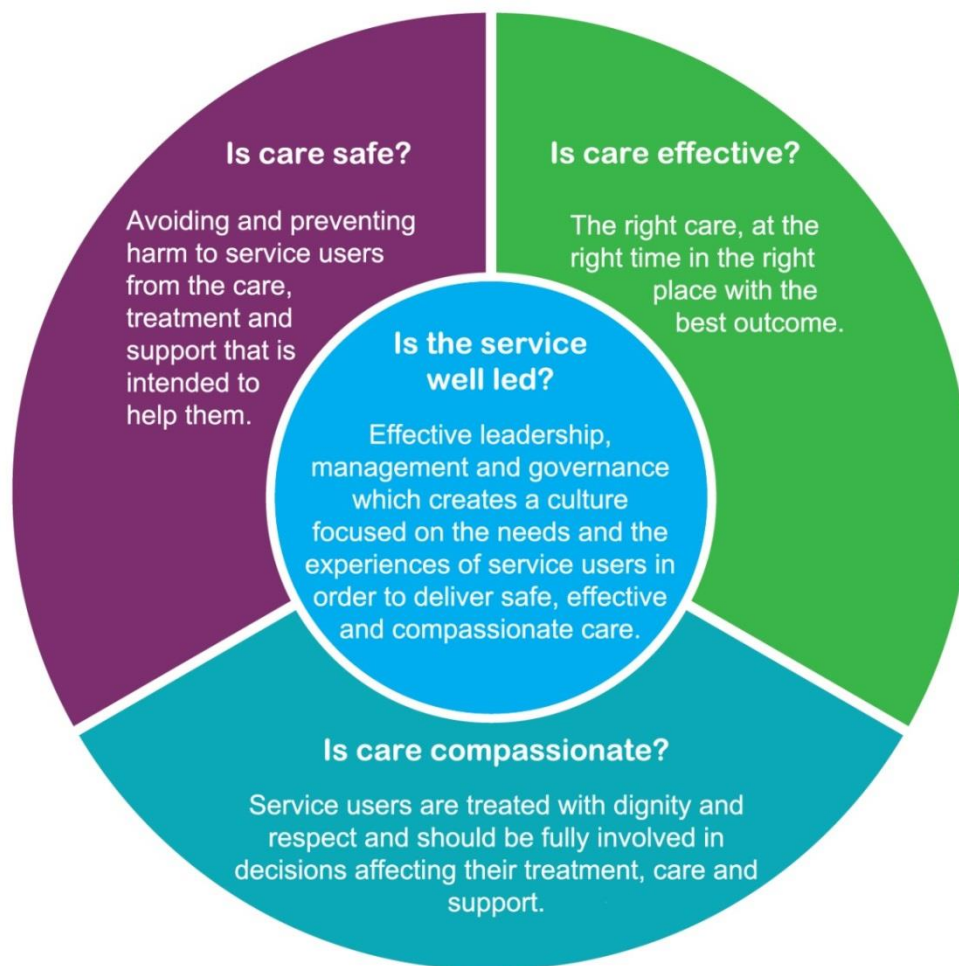 Is care safe?
Avoiding and preventing
harm to service users
from the care,
treatment and
support that is
intended to
help them.
Is care effective?
The right care, at the
right time in the right
place with the
best outcome.
Is the service
well led?
Effective leadership,
management and governance
which creates a culture
focused on the needs and the
experiences of service users in
order to deliver safe, effective
and compassionate care.
Is care compassionate?
Service users are treated with dignity and
respect and should be fully involved in
decisions affecting their treatment, care and
support.